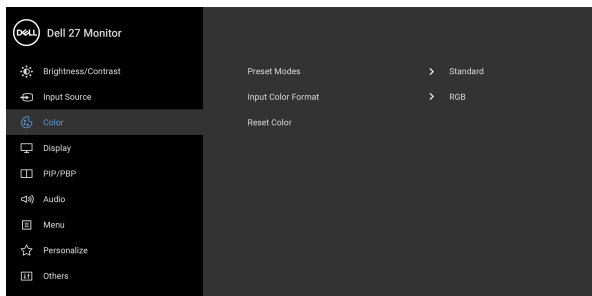 DELL Dell 27 Monitor
Brightness/Contrast
Input Source
Color
Display
PIP/PBP
Audio
Menu
Personalize
Others
Preset Modes > Standard
Input Color Format > RGB
Reset Color